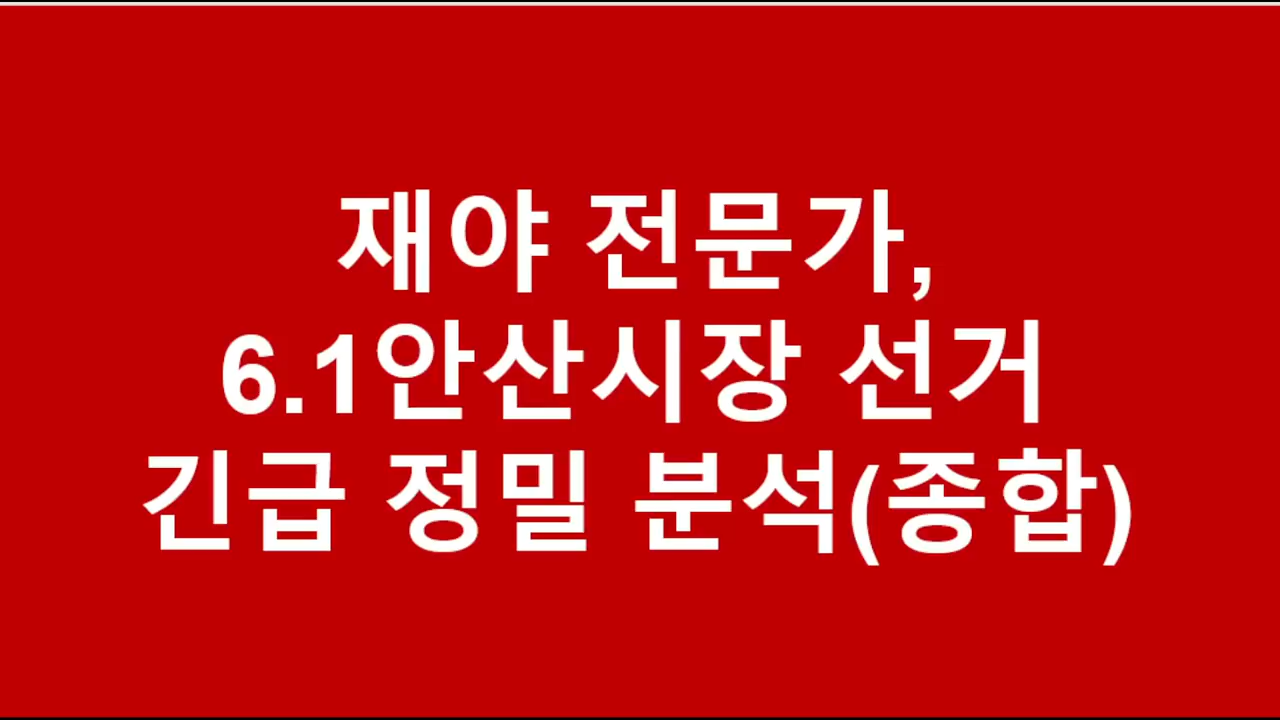 재야 전문가,
6.1안산시장 선거
긴급 정밀 분석(종합)